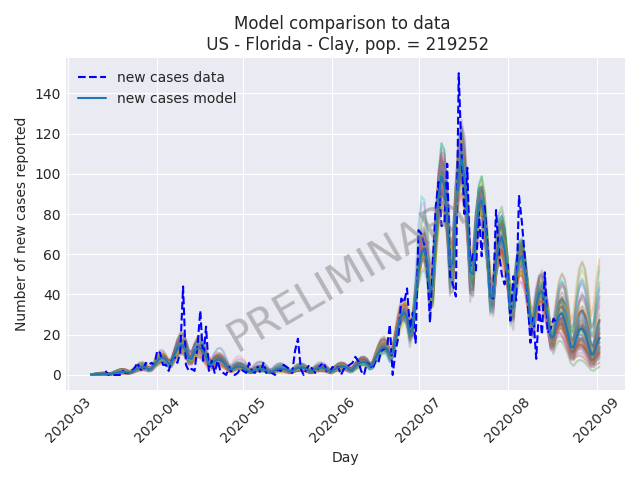 Model comparison to data
US - Florida - Clay, pop. = 219252
new cases data
new cases model
Number of new cases reported
140
120
100
80
60
40
20
0
2020-03
2020-04
2020-05
2020-06
2020-07
2020-08
2020-09
Day